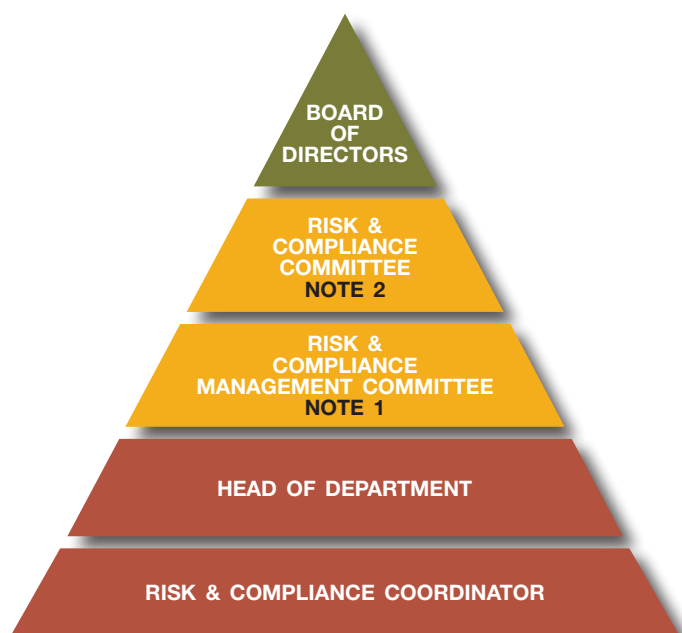 BOARD
OF
DIRECTORS
RISK &
COMPLIANCE
COMMITTEE
NOTE 2
RISK &
COMPLIANCE
MANAGEMENT COMMITTEE
NOTE 1
HEAD OF DEPARTMENT
RISK & COMPLIANCE COORDINATOR